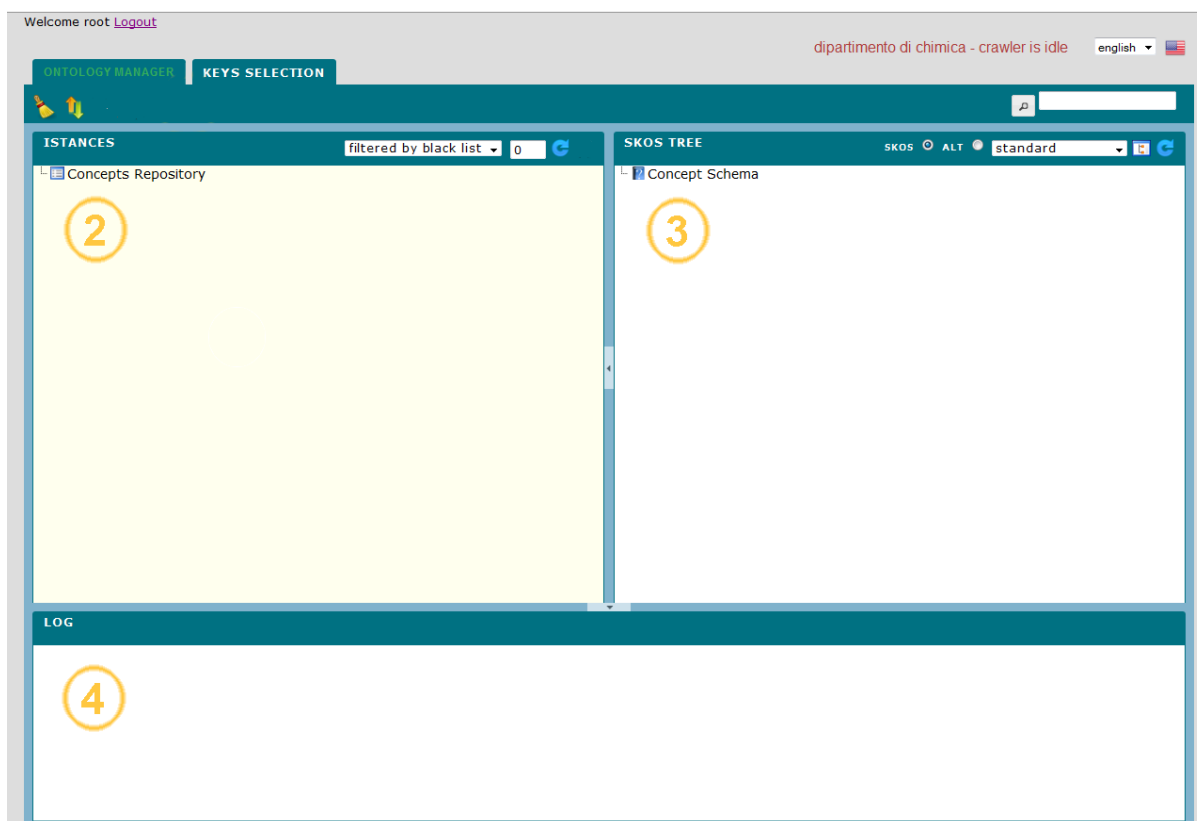 Welcome root Logout
dipartimento di chimica - crawler is idle english
ONTOLOGY MANAGER KEYS SELECTION
ISTANCES filtered by black list 0
SKOS TREE SKOS ALT standard
Concepts Repository
Concept Schema
2
3
LOG
4